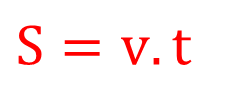 S = v.t